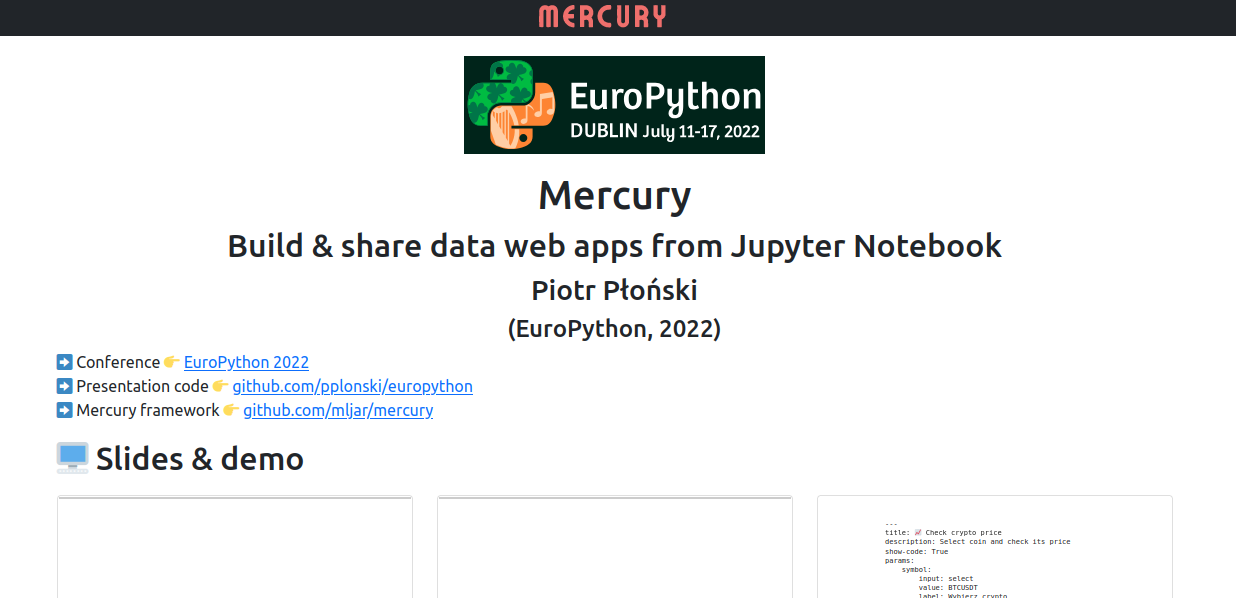 MERCURY
EuroPython
DUBLIN July 11-17, 2022
Mercury
Build & share data web apps from Jupyter Notebook
Piotr Płoński
(EuroPython, 2022)
➡️ Conference 👉 EuroPython 2022
➡️ Presentation code 👉 github.com/pplonski/europython
➡️ Mercury framework 👉 github.com/mljar/mercury
🖥️ Slides & demo
---
title: 📈 Check crypto price
description: Select coin and check its price
show-code: True
params:
    symbol:
        input: select
        value: BTCUSDT
        label: Wybierz crypto